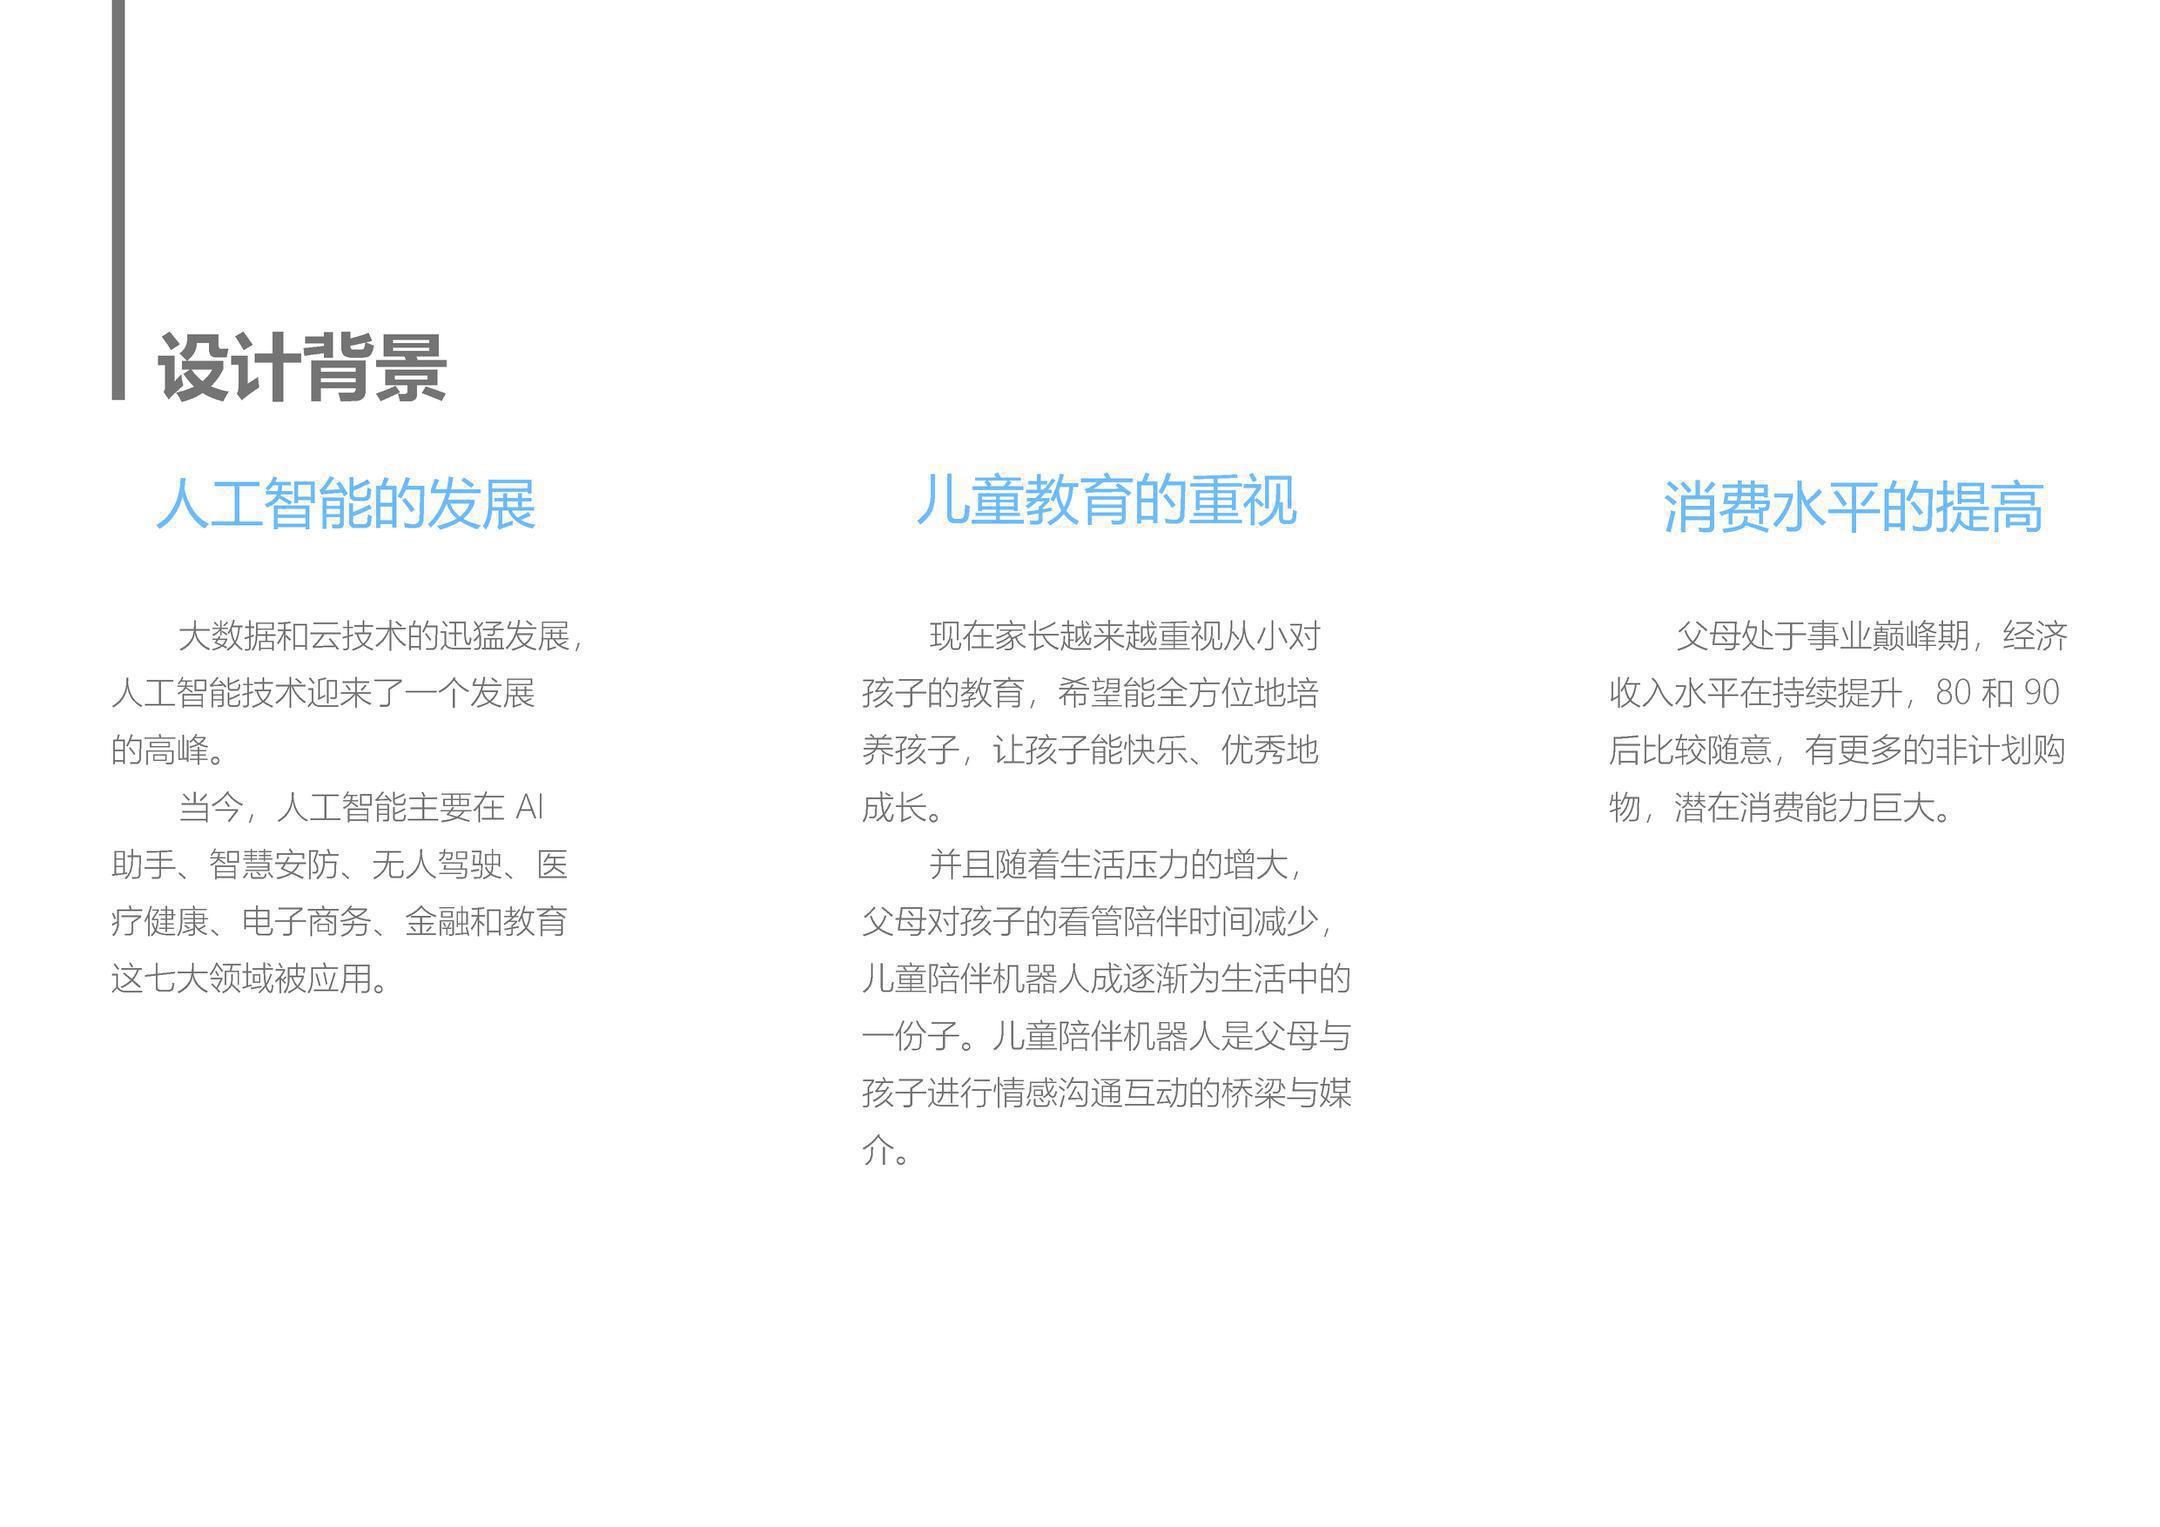 设计背景
人工智能的发展
大数据和云技术的迅猛发展，
人工智能技术迎来了一个发展
的高峰。
当今，人工智能主要在 AI
助手、智慧安防、无人驾驶、医
疗健康、电子商务、金融和教育
这七大领域被应用。
儿童教育的重视
现在家长越来越重视从小对
孩子的教育，希望能全方位地培
养孩子，让孩子能快乐、优秀地
成长。
并且随着生活压力的增大，
父母对孩子的看管陪伴时间减少，
儿童陪伴机器人成逐渐为生活中的
一份子。儿童陪伴机器人是父母与
孩子进行情感沟通互动的桥梁与媒
介。
消费水平的提高
父母处于事业巅峰期，经济
收入水平在持续提升，80 和 90
后比较随意，有更多的非计划购
物，潜在消费能力巨大。